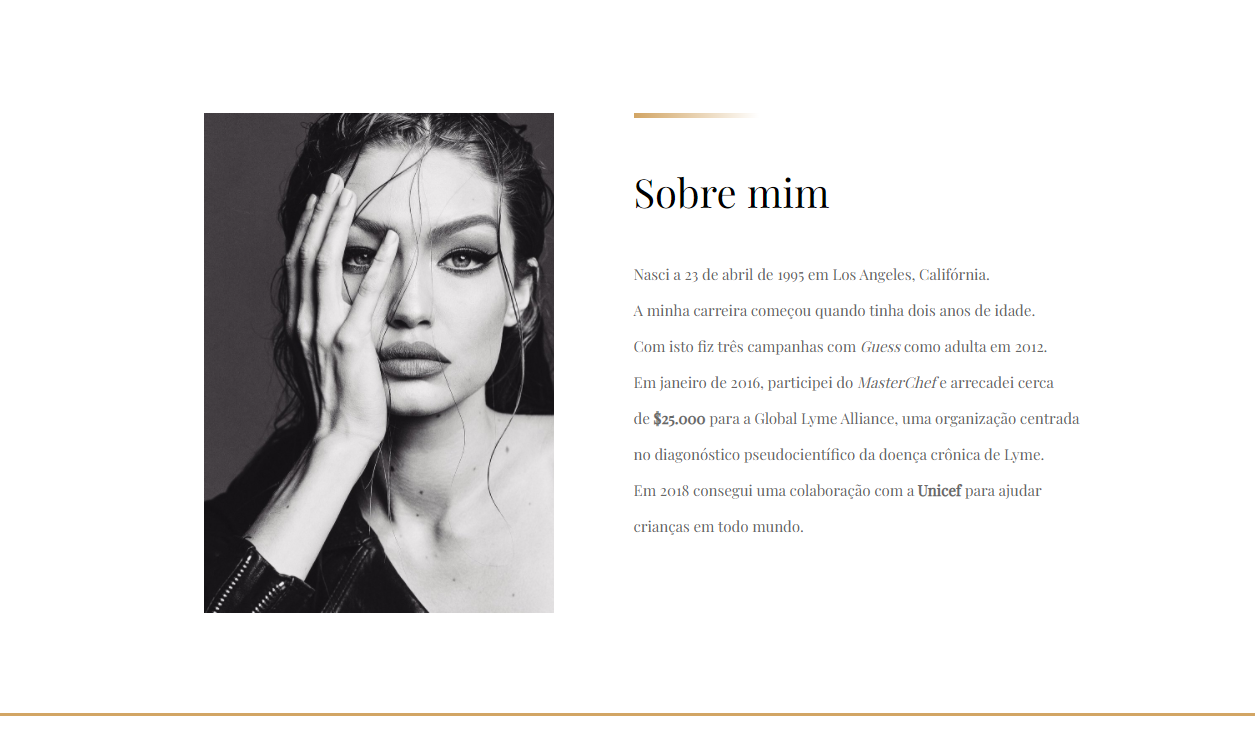 Sobre mim
Nasci a 23 de abril de 1995 em Los Angeles, Califórnia.
A minha carreira começou quando tinha dois anos de idade.
Com isto fiz três campanhas com Guess como adulta em 2012.
Em janeiro de 2016, participei do MasterChef e arrecadei cerca
de $25.000 para a Global Lyme Alliance, uma organização centrada
no diagonóstico pseudocientífico da doença crônica de Lyme.
Em 2018 consegui uma colaboração com a Unicef para ajudar
crianças em todo mundo.